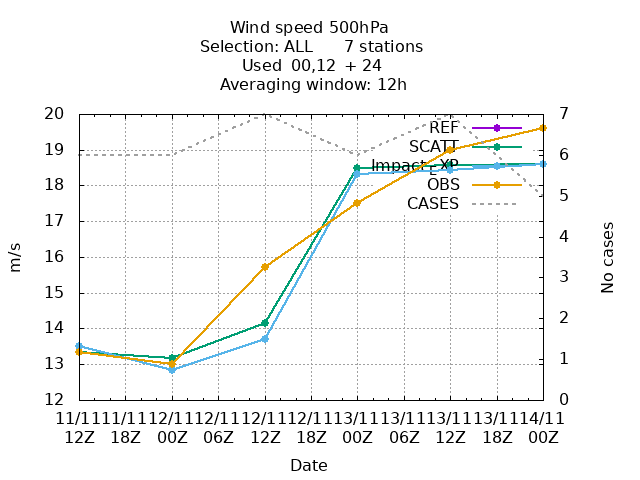 Wind speed 500hPa
Selection: ALL 7 stations
Used 00,12 + 24
Averaging window: 12h
20
19
18
17
16
15
14
13
12
m/s
7
6
5
4
3
2
1
0
No cases
REF
SCATT
Impact-XP
OBS
CASES
11/11 11/11 12/11 12/11 12/11 12/11 13/11 13/11 13/11 13/11 14/11
12Z 18Z 00Z 06Z 12Z 18Z 00Z 06Z 12Z 18Z 00Z
Date